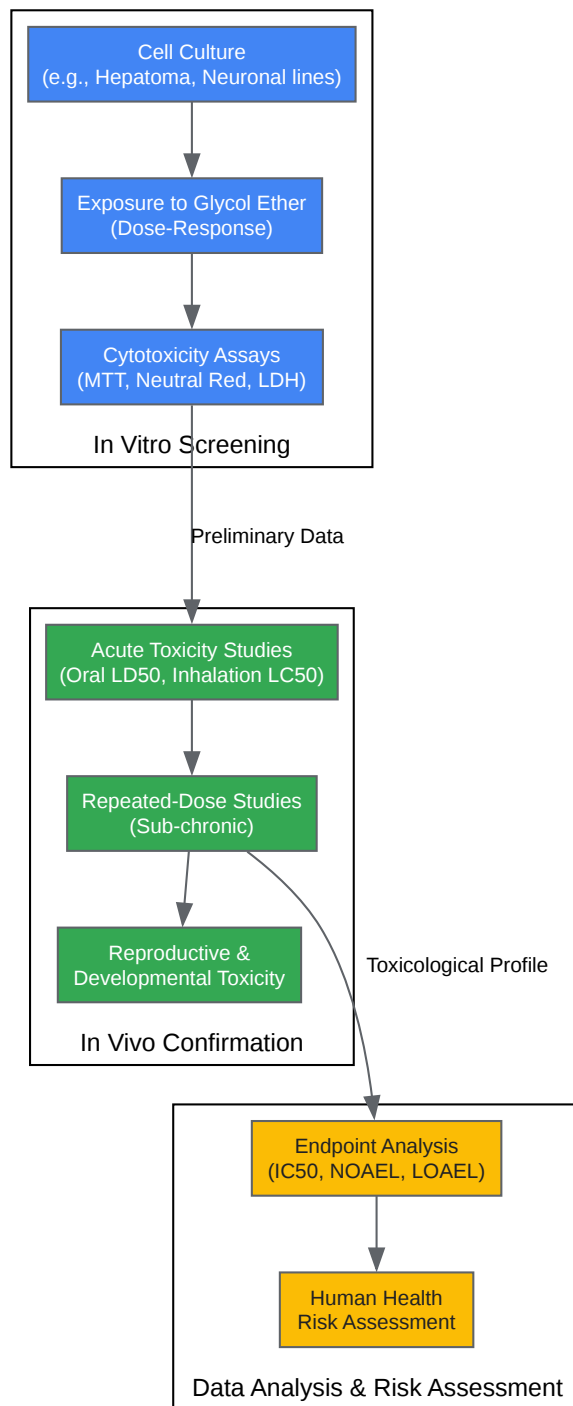 Cell Culture
(e.g., Hepatoma, Neuronal lines)
Exposure to Glycol Ether
(Dose-Response)
Cytotoxicity Assays
(MTT, Neutral Red, LDH)
In Vitro Screening
Preliminary Data
Acute Toxicity Studies
(Oral LD50, Inhalation LC50)
Repeated-Dose Studies
(Sub-chronic)
Reproductive &
Developmental Toxicity
Toxicological Profile
In Vivo Confirmation
Endpoint Analysis
(IC50, NOAEL, LOAEL)
Human Health
Risk Assessment
Data Analysis & Risk Assessment